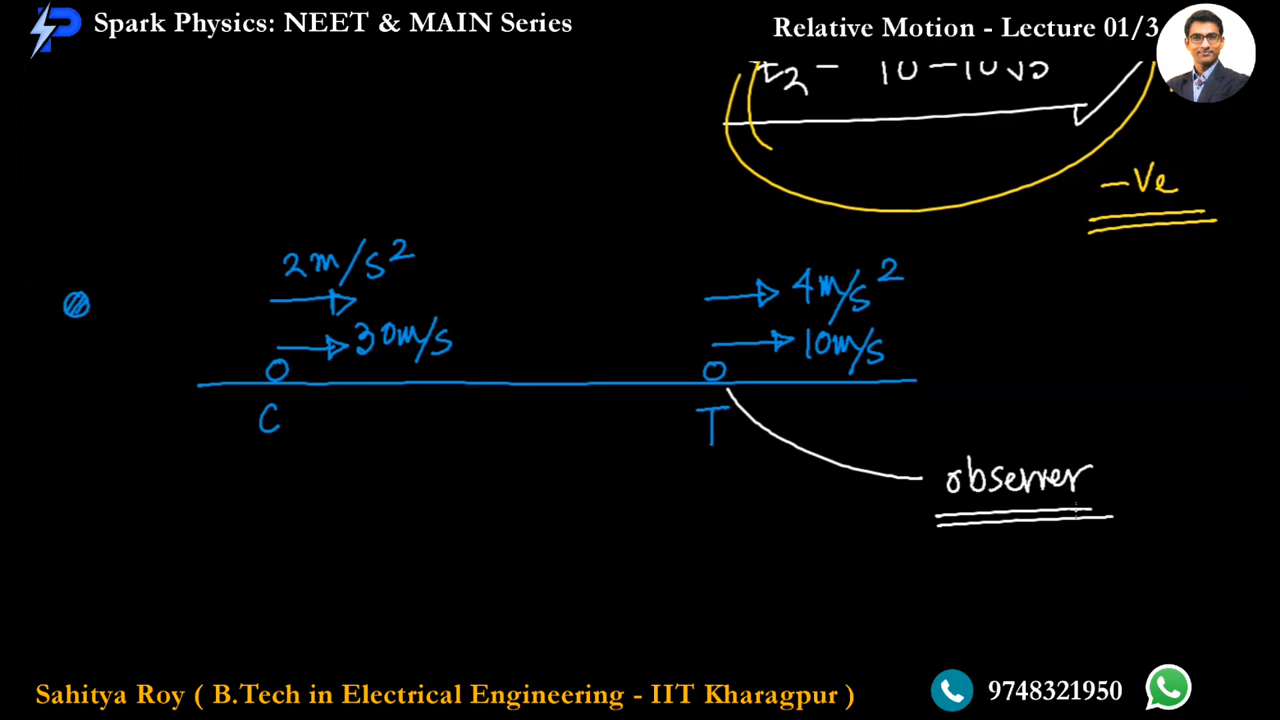 Spark Physics: NEET & MAIN Series
Relative Motion - Lecture 01/3
-ve
2m/s²
4m/s²
30m/s
10m/s
C
T
observer
Sahitya Roy ( B.Tech in Electrical Engineering - IIT Kharagpur )
9748321950